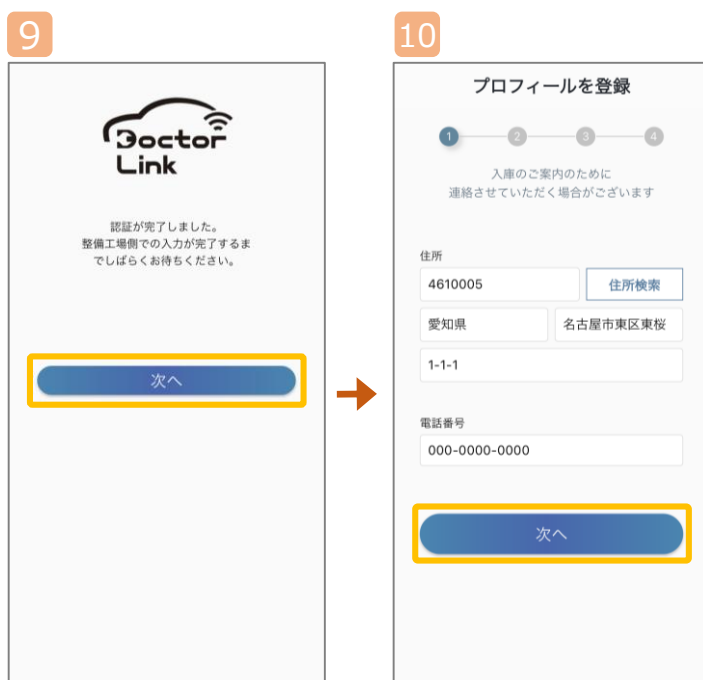 9
Doctor
Link
認証が完了しました。
整備工場側での入力が完了するま
でしばらくお待ちください。
次へ
10
プロフィールを登録
1 2 3 4
入庫のご案内のために
連絡させていただく場合がございます
住所
4610005 住所検索
愛知県 名古屋市東区東桜
1-1-1
電話番号
000-0000-0000
次へ